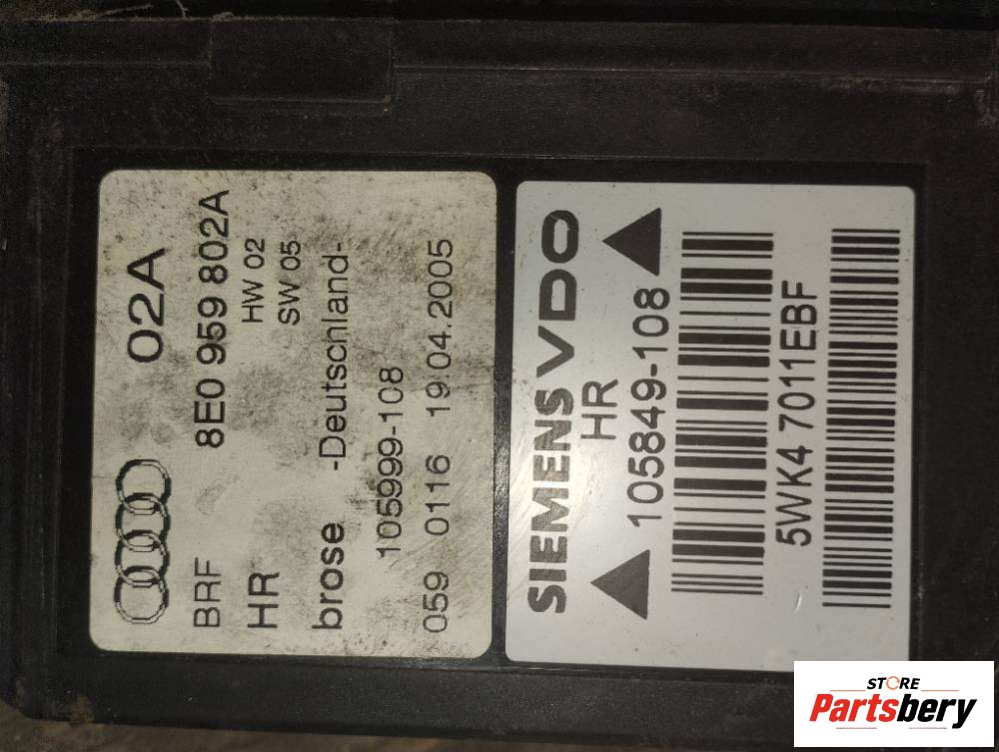 02A
BRF 8E0 959 802A
HR HW 02
SW 05
brose -Deutschland-
105999-108
059 0116 19.04.2005
SIEMENS VDO
HR
105849-108
5WK4 7011EBF
STORE
Partsbery